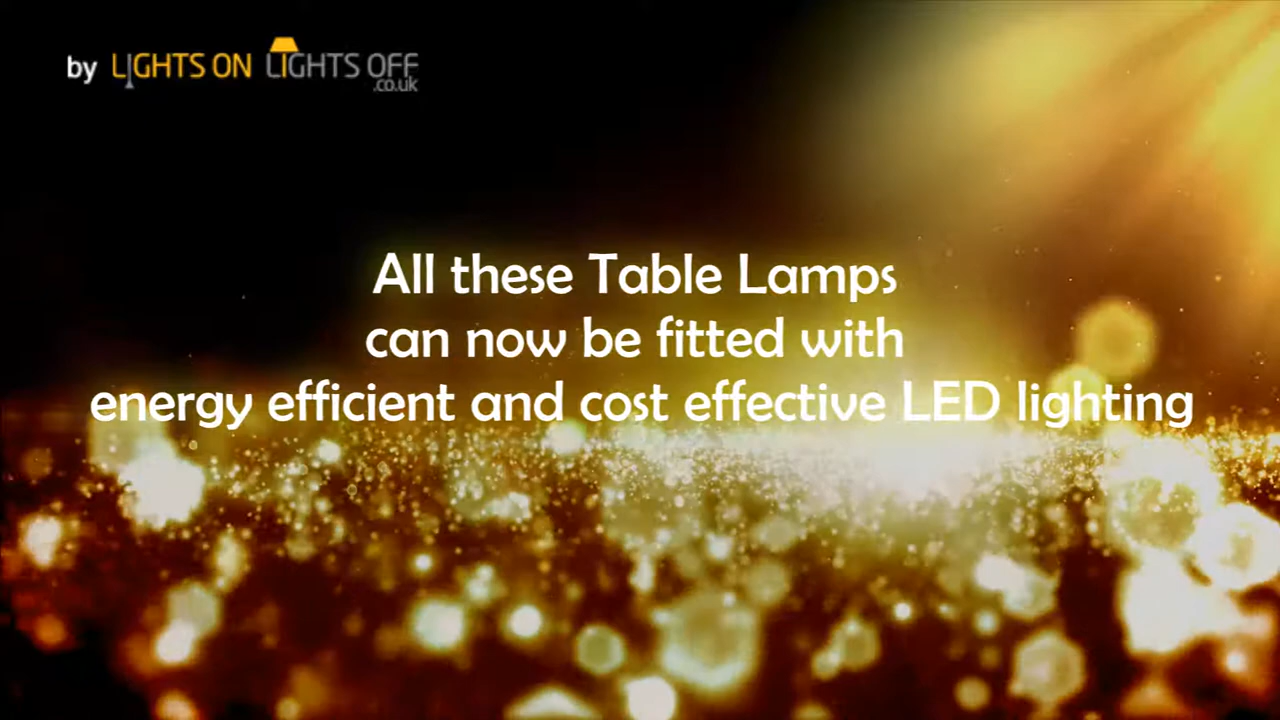 by LIGHTS ON LIGHTS OFF
.co.uk
All these Table Lamps
can now be fitted with
energy efficient and cost effective LED lighting